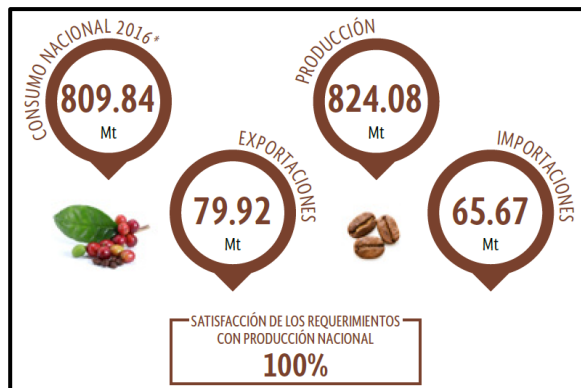 CONSUMO NACIONAL 2016*
809.84
Mt
EXPORTACIONES
79.92
Mt
PRODUCCIÓN
824.08
Mt
IMPORTACIONES
65.67
Mt
SATISFACCIÓN DE LOS REQUERIMIENTOS
CON PRODUCCIÓN NACIONAL
100%